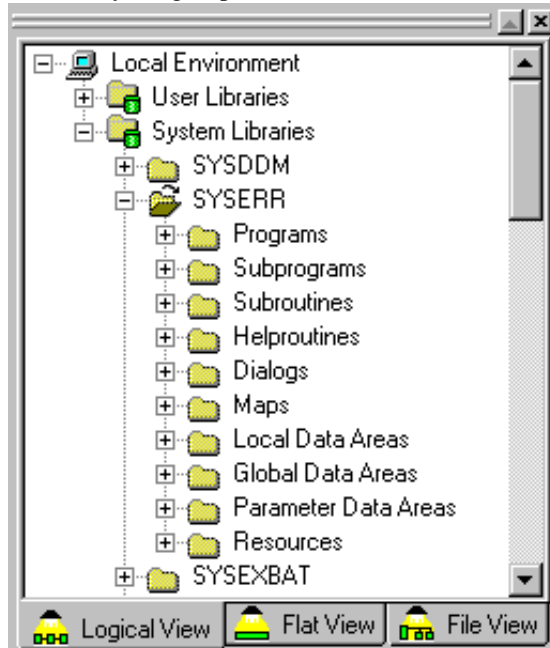 Local Environment
User Libraries
System Libraries
SYSDDM
SYSERR
Programs
Subprograms
Subroutines
Helproutines
Dialogs
Maps
Local Data Areas
Global Data Areas
Parameter Data Areas
Resources
SYSEXBAT
Logical View Flat View File View